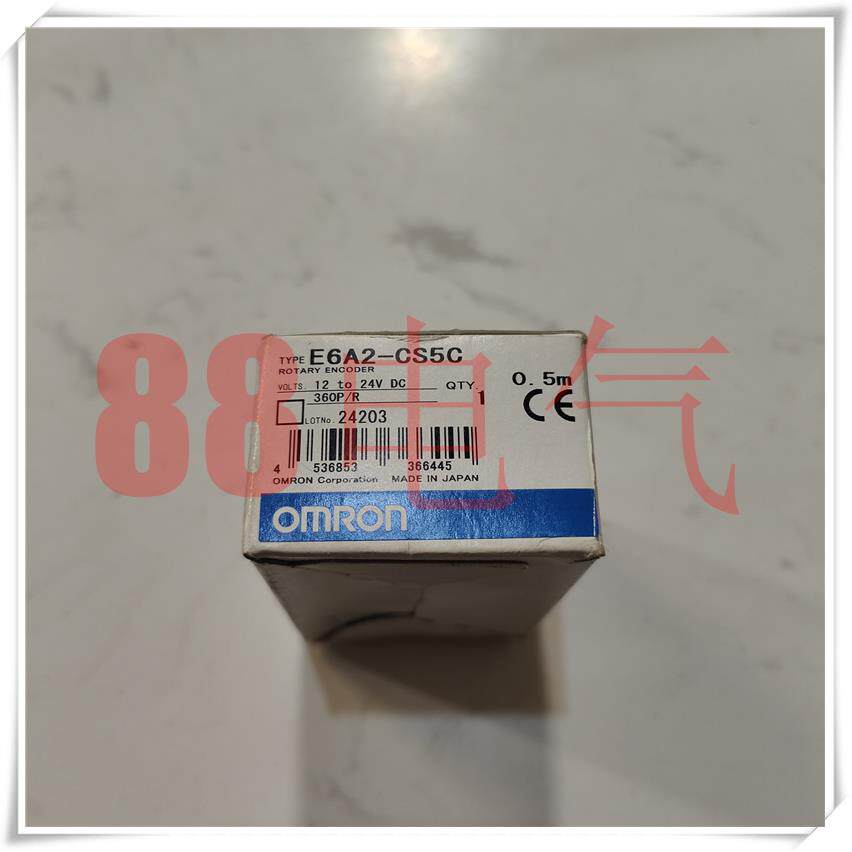 TYPE E6A2-CS5C
ROTARY ENCODER
VOLTS. 12 to 24V DC QTY. 1 0.5m
360P/R
LOTNo. 24203 CE
4 536853 366445
OMRON Corporation MADE IN JAPAN
OMRON
88电气